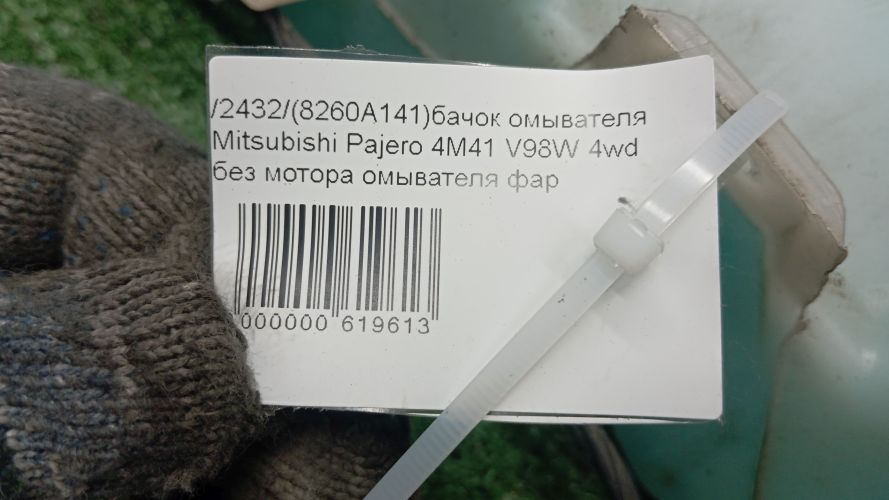 /2432/(8260A141)бачок омывателя
Mitsubishi Pajero 4M41 V98W 4wd
без мотора омывателя фар
000000 619613